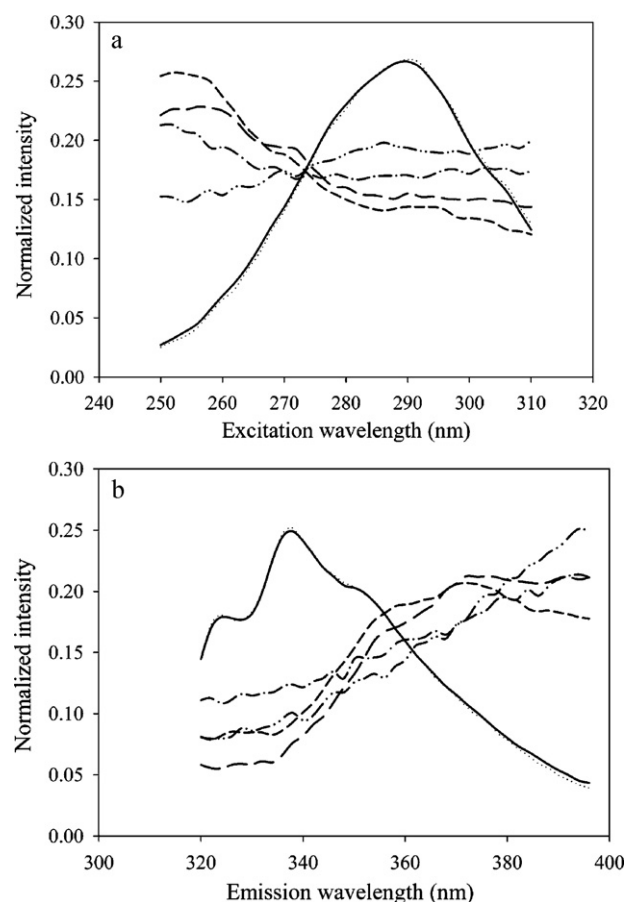 a
0.30
0.25
0.20
0.15
0.10
0.05
0.00
Normalized intensity
240 250 260 270 280 290 300 310 320
Excitation wavelength (nm)
b
0.30
0.25
0.20
0.15
0.10
0.05
0.00
Normalized intensity
300 320 340 360 380 400
Emission wavelength (nm)